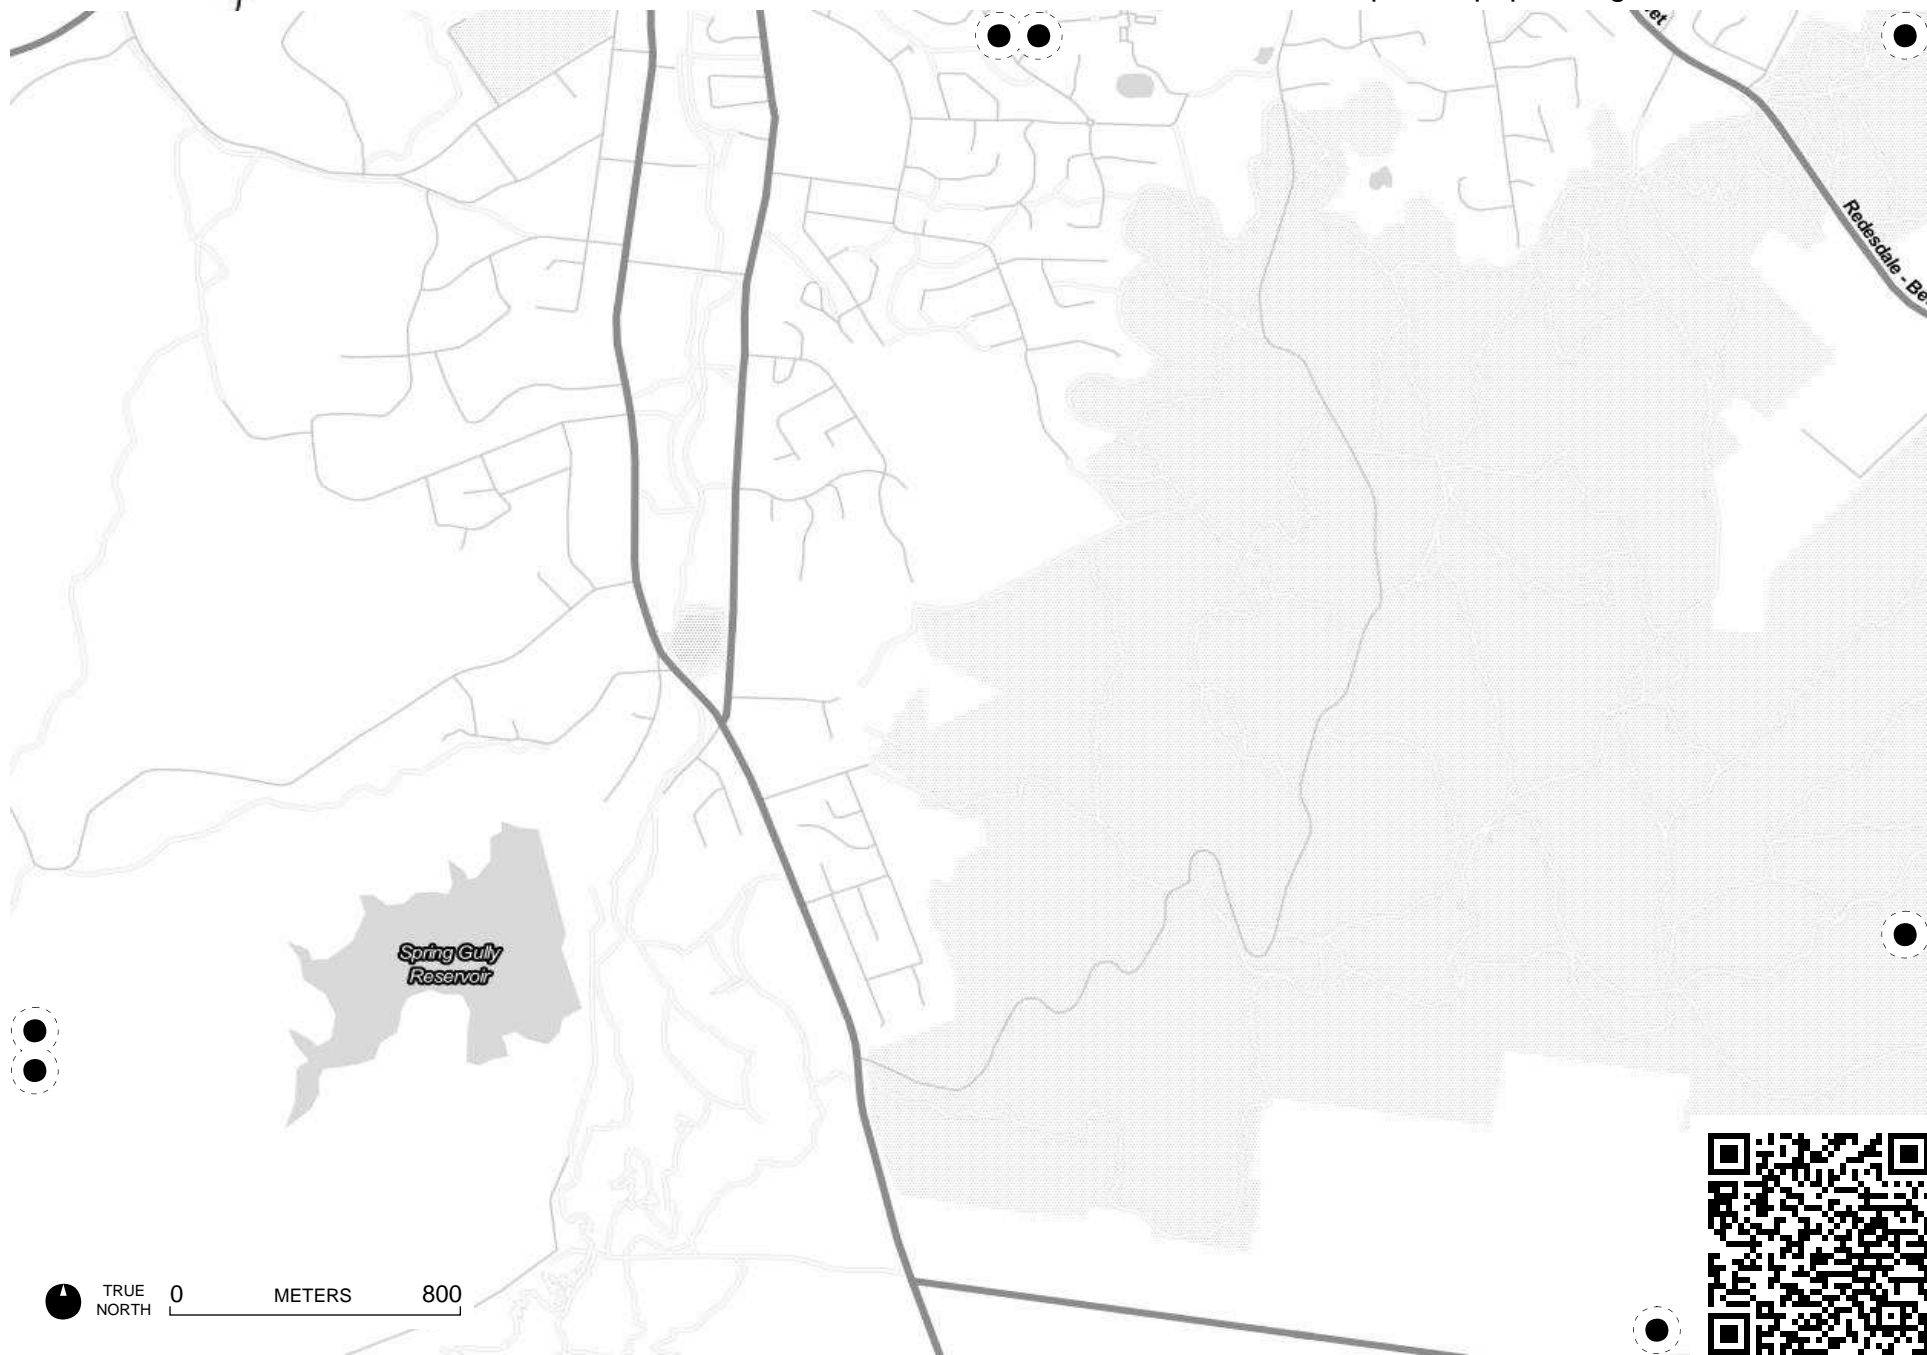 Redesdale - Be
Spring Gully
Reservoir
TRUE
NORTH
0
METERS
800